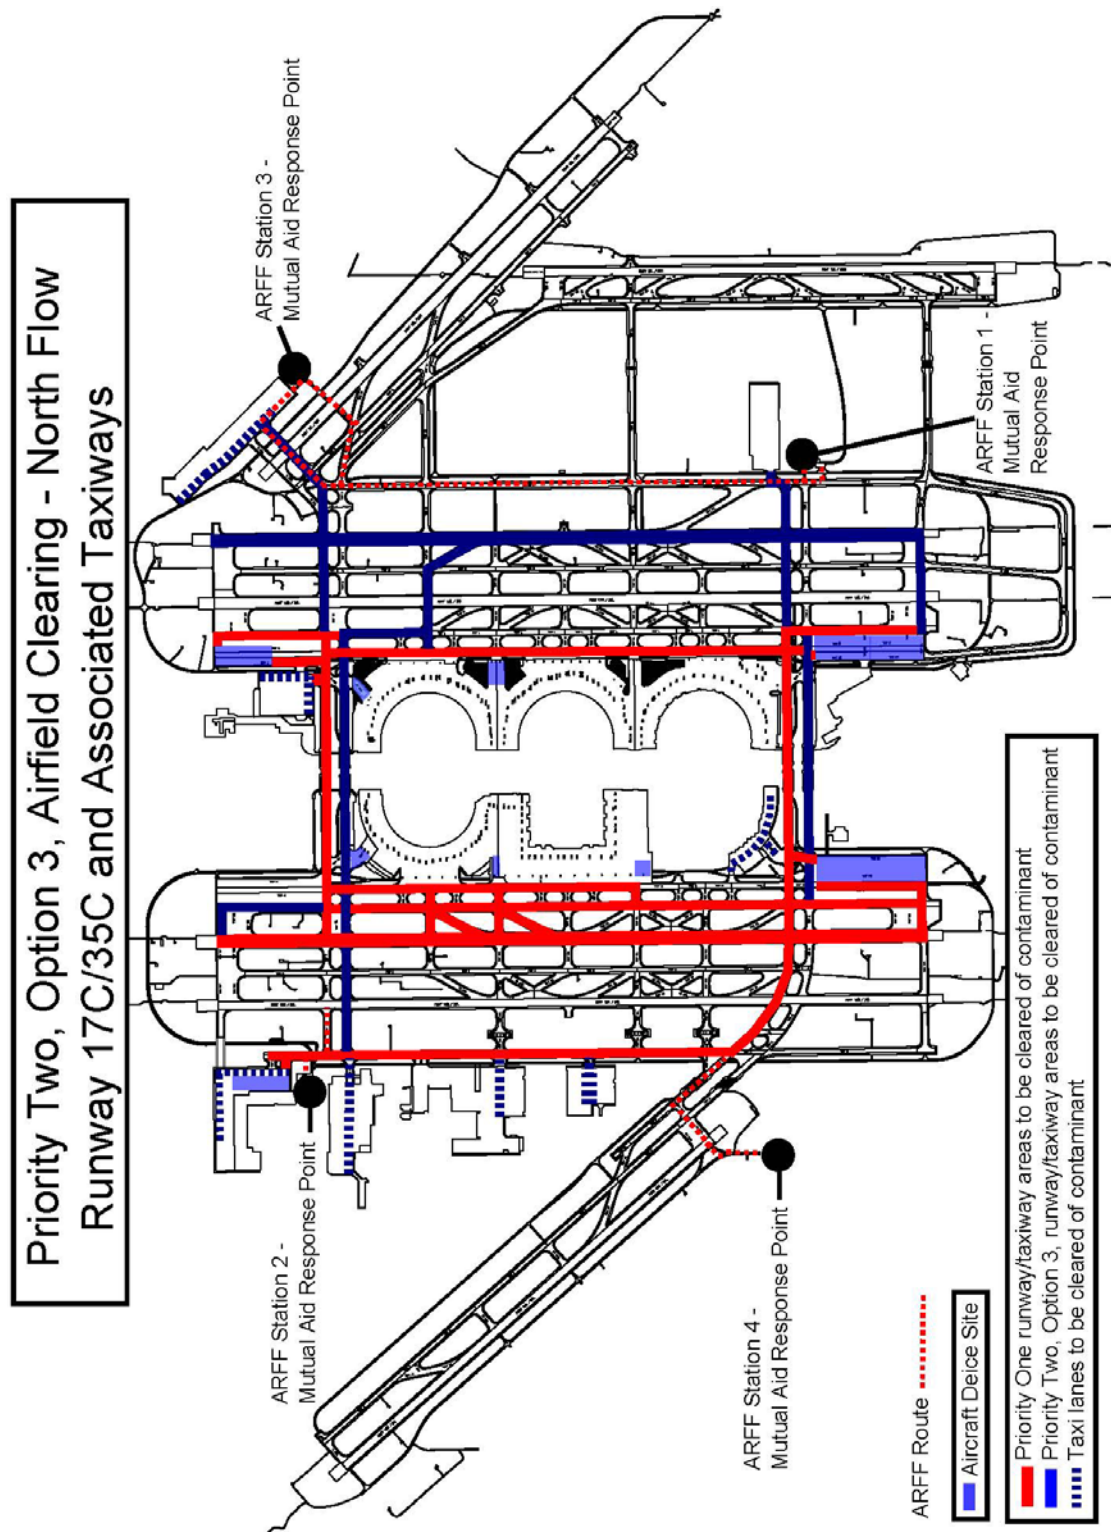 Priority Two, Option 3, Airfield Clearing - North Flow
Runway 17C/35C and Associated Taxiways
ARFF Station 2 -
Mutual Aid Response Point
ARFF Station 3 -
Mutual Aid Response Point
ARFF Station 4 -
Mutual Aid Response Point
ARFF Station 1 -
Mutual Aid
Response Point
ARFF Route
Aircraft Deice Site
Priority One runway/taxiway areas to be cleared of contaminant
Priority Two, Option 3, runway/taxiway areas to be cleared of contaminant
Taxi lanes to be cleared of contaminant